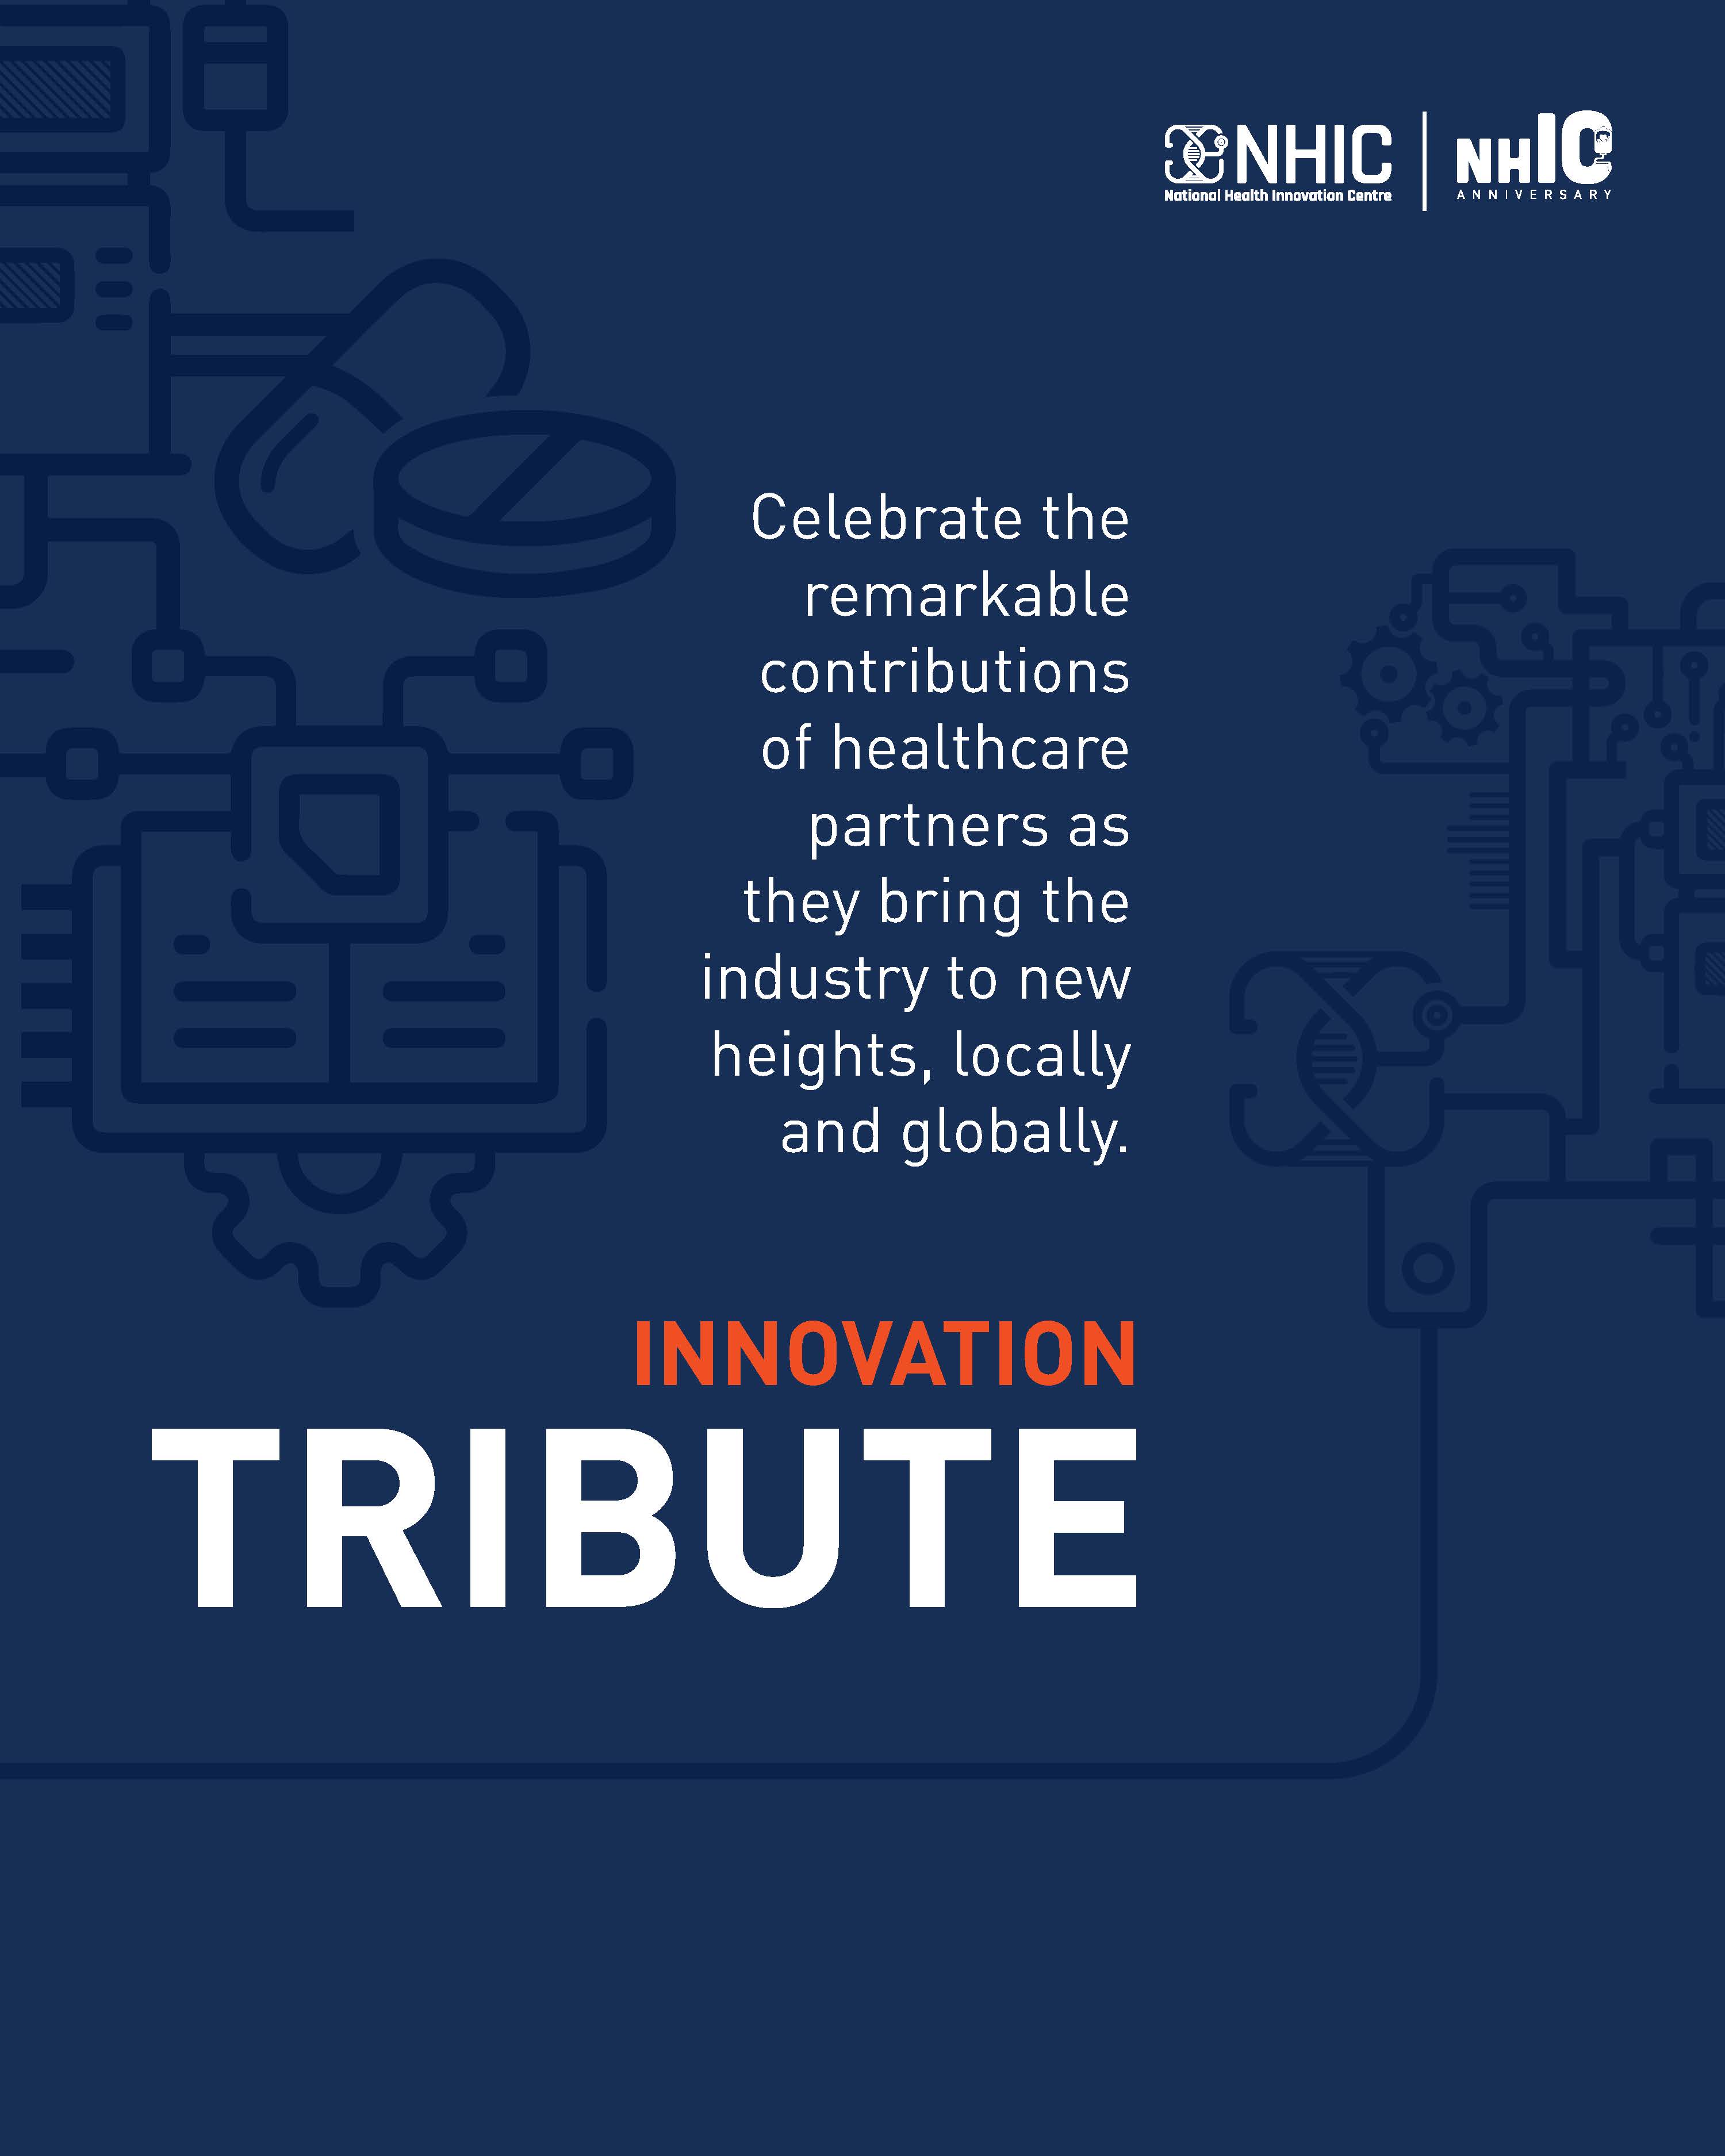 NHIC
National Health Innovation Centre
NHIC
ANNIVERSARY
Celebrate the
remarkable
contributions
of healthcare
partners as
they bring the
industry to new
heights, locally
and globally.
INNOVATION
TRIBUTE